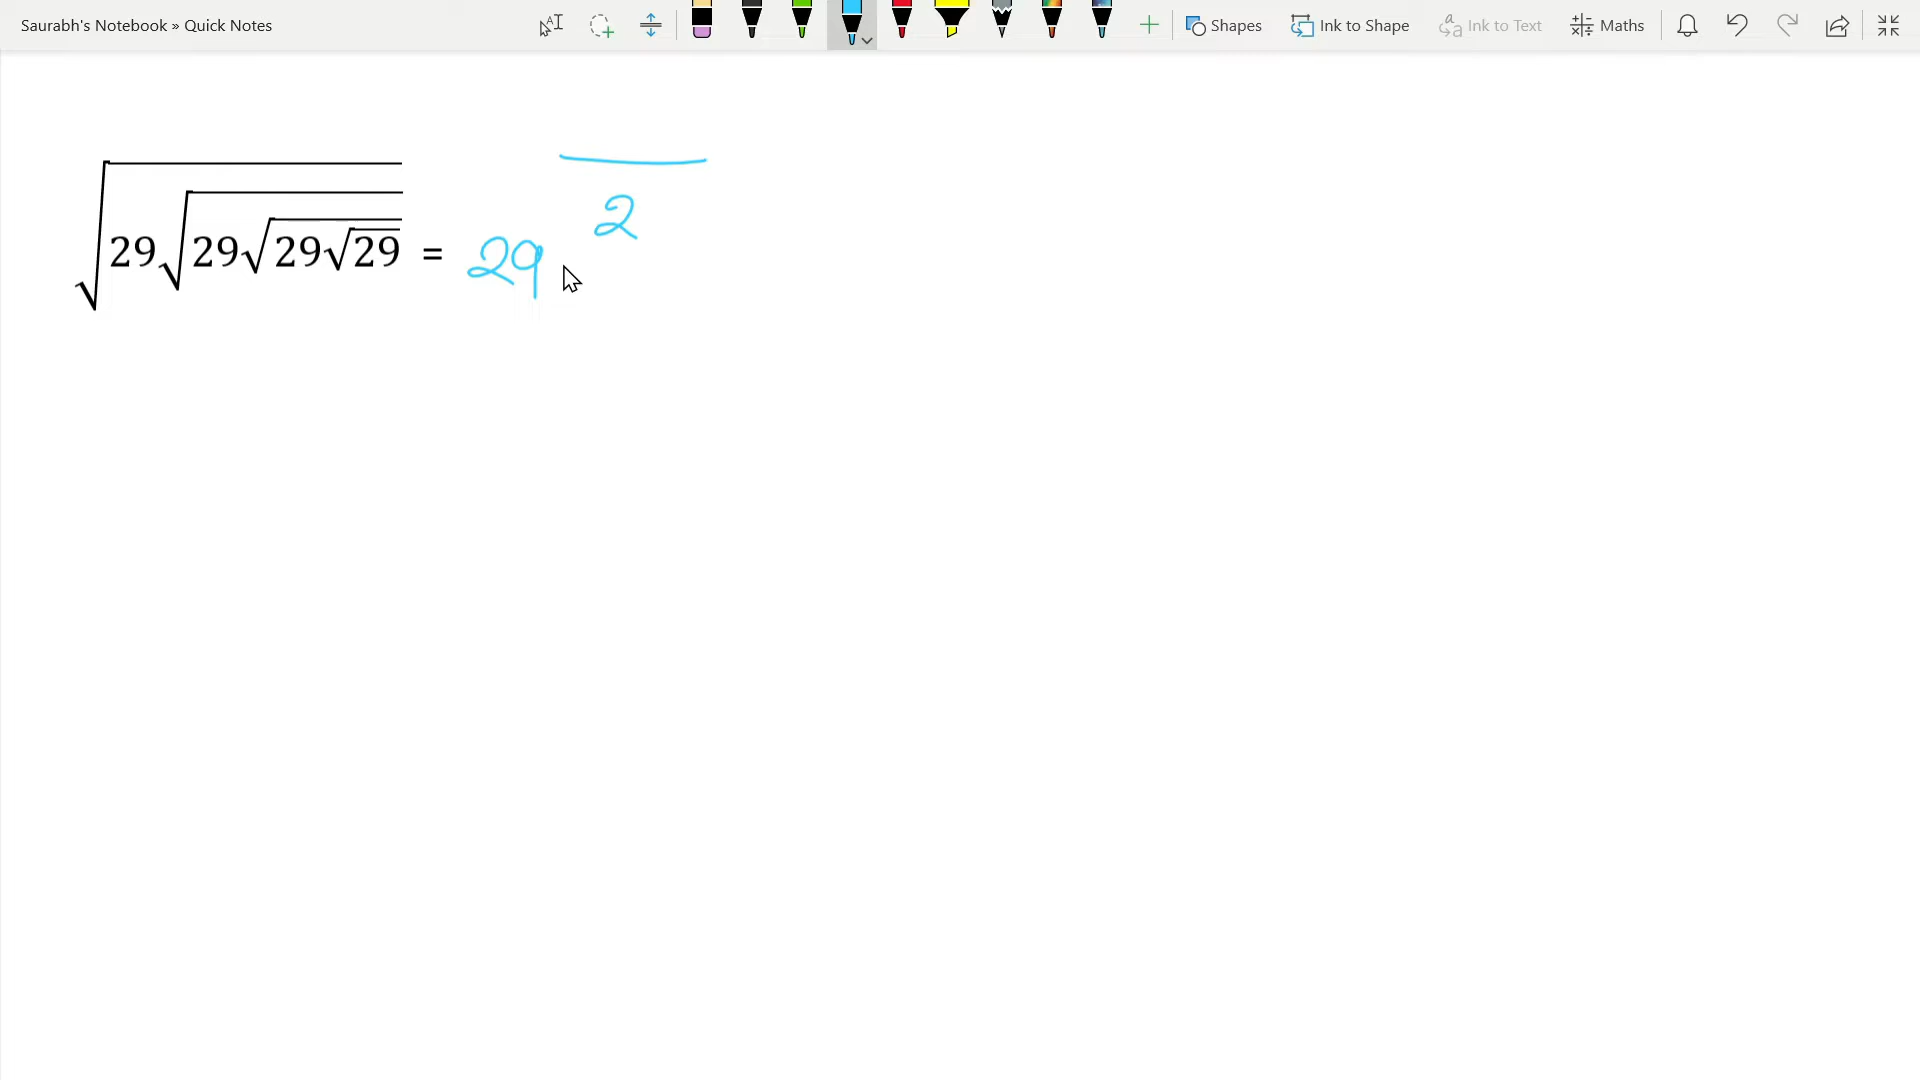 Saurabh's Notebook » Quick Notes
Shapes
Ink to Shape
Ink to Text
Maths
√29√29√29√29 = 29
2